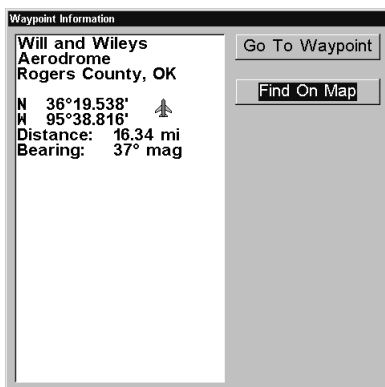 Waypoint Information
Will and Wileys
Aerodrome
Rogers County, OK
N 36°19.538'
W 95°38.816'
Distance: 16.34 mi
Bearing: 37° mag
Go To Waypoint
Find On Map